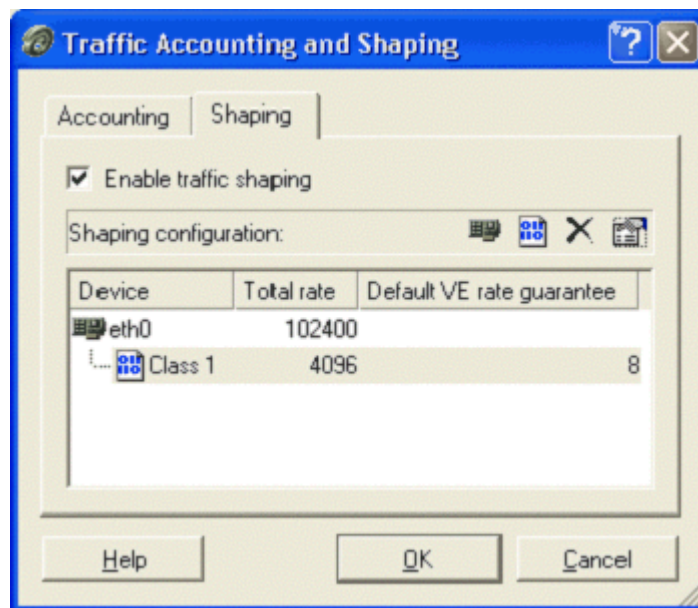 Traffic Accounting and Shaping
Accounting Shaping
Enable traffic shaping
Shaping configuration:
Device Total rate Default VE rate guarantee
eth0 102400
Class 1 4096 8
Help OK Cancel